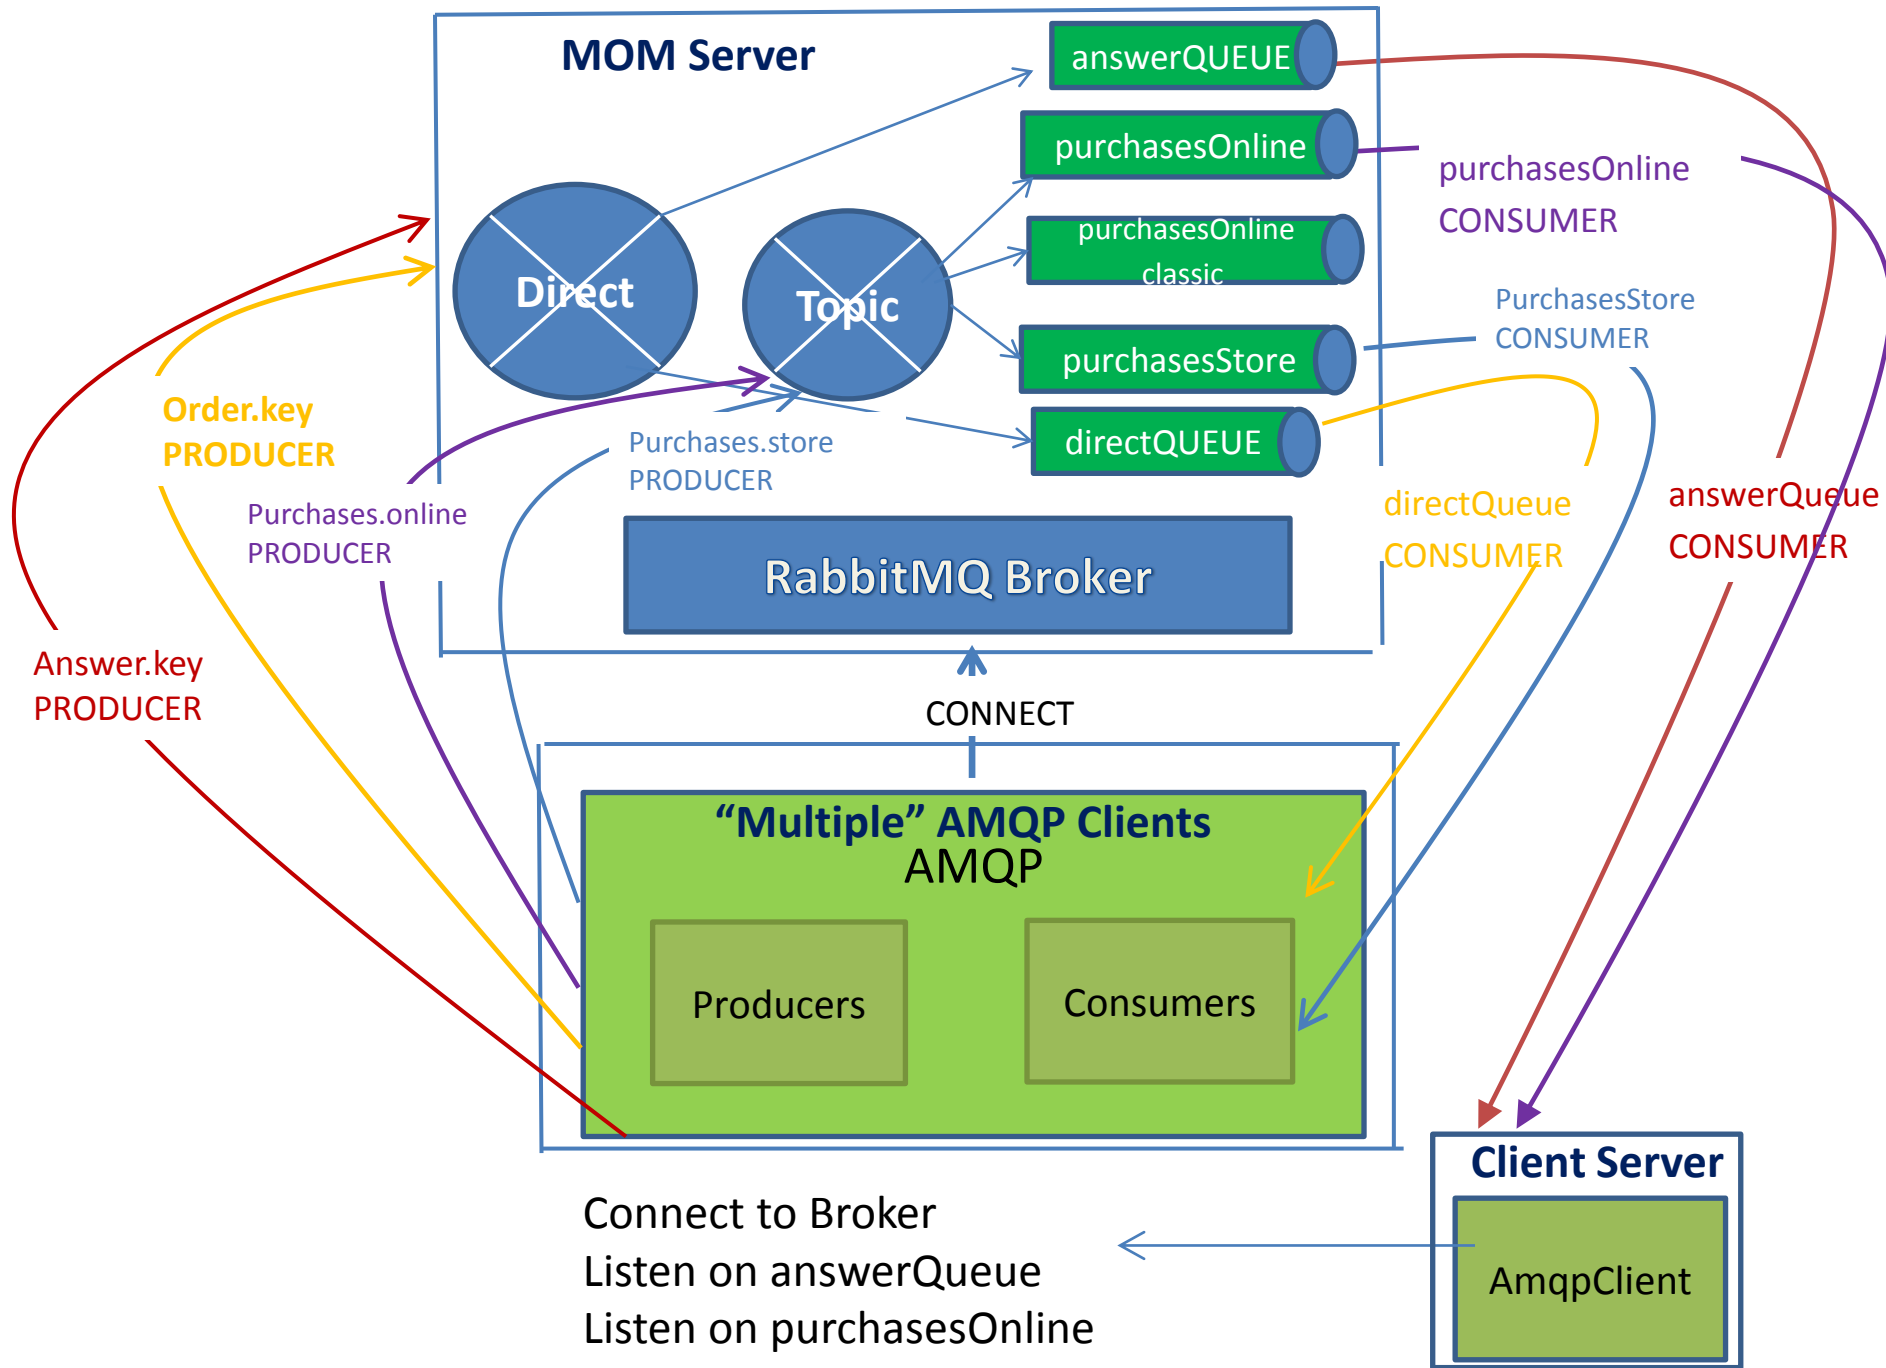 MOM Server
answerQUEUE
purchasesOnline
purchasesOnline
classic
purchasesStore
directQUEUE
Direct
Topic
purchasesOnline
CONSUMER
PurchasesStore
CONSUMER
Order.key
PRODUCER
Purchases.store
PRODUCER
Purchases.online
PRODUCER
directQueue
CONSUMER
answerQueue
CONSUMER
RabbitMQ Broker
Answer.key
PRODUCER
CONNECT
“Multiple” AMQP Clients
AMQP
Producers
Consumers
Client Server
AmqpClient
Connect to Broker
Listen on answerQueue
Listen on purchasesOnline